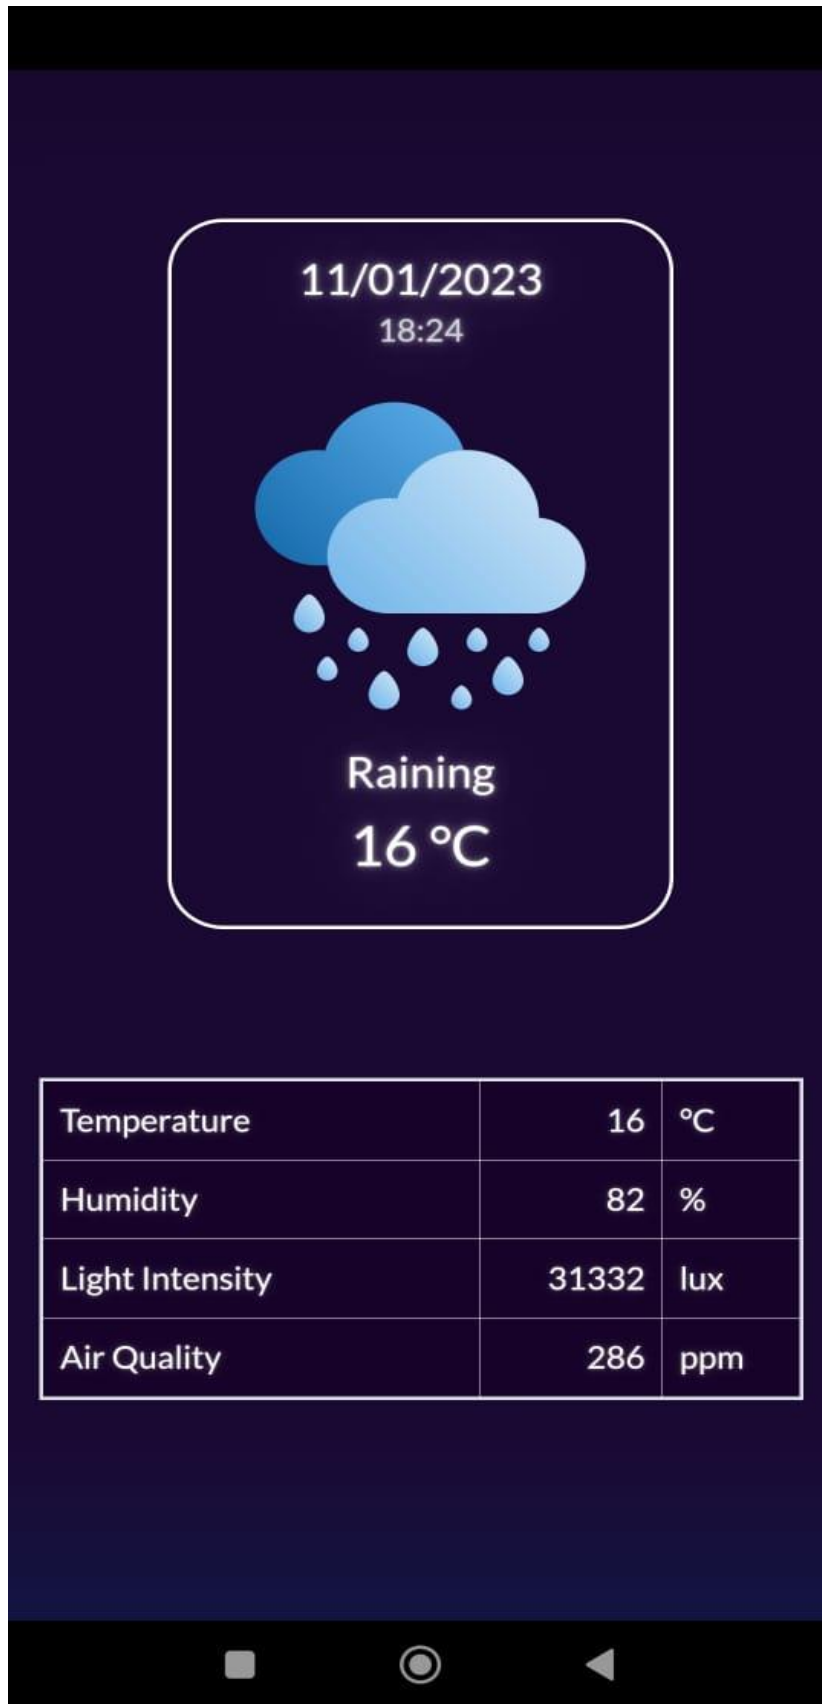 11/01/2023
18:24
Raining
16 °C
Temperature 16 °C
Humidity 82 %
Light Intensity 31332 lux
Air Quality 286 ppm